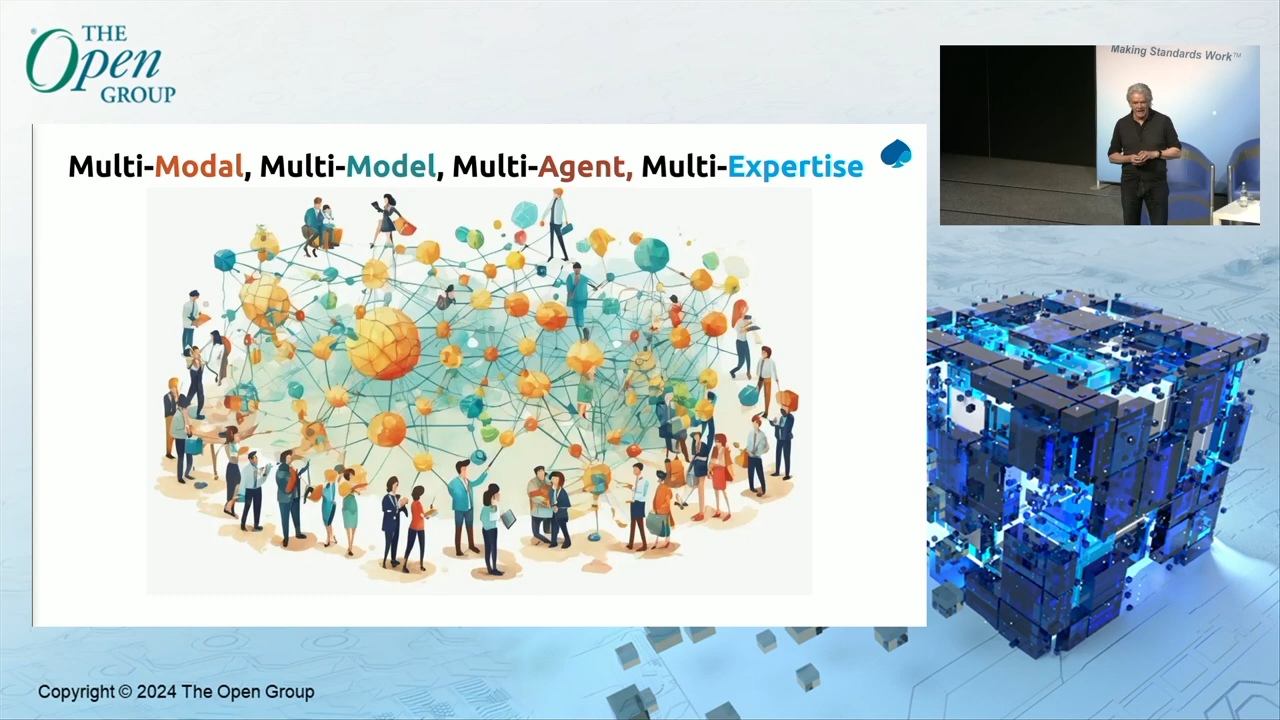 THE
Open
GROUP
Making Standards Work™
Multi-Modal, Multi-Model, Multi-Agent, Multi-Expertise
Copyright © 2024 The Open Group